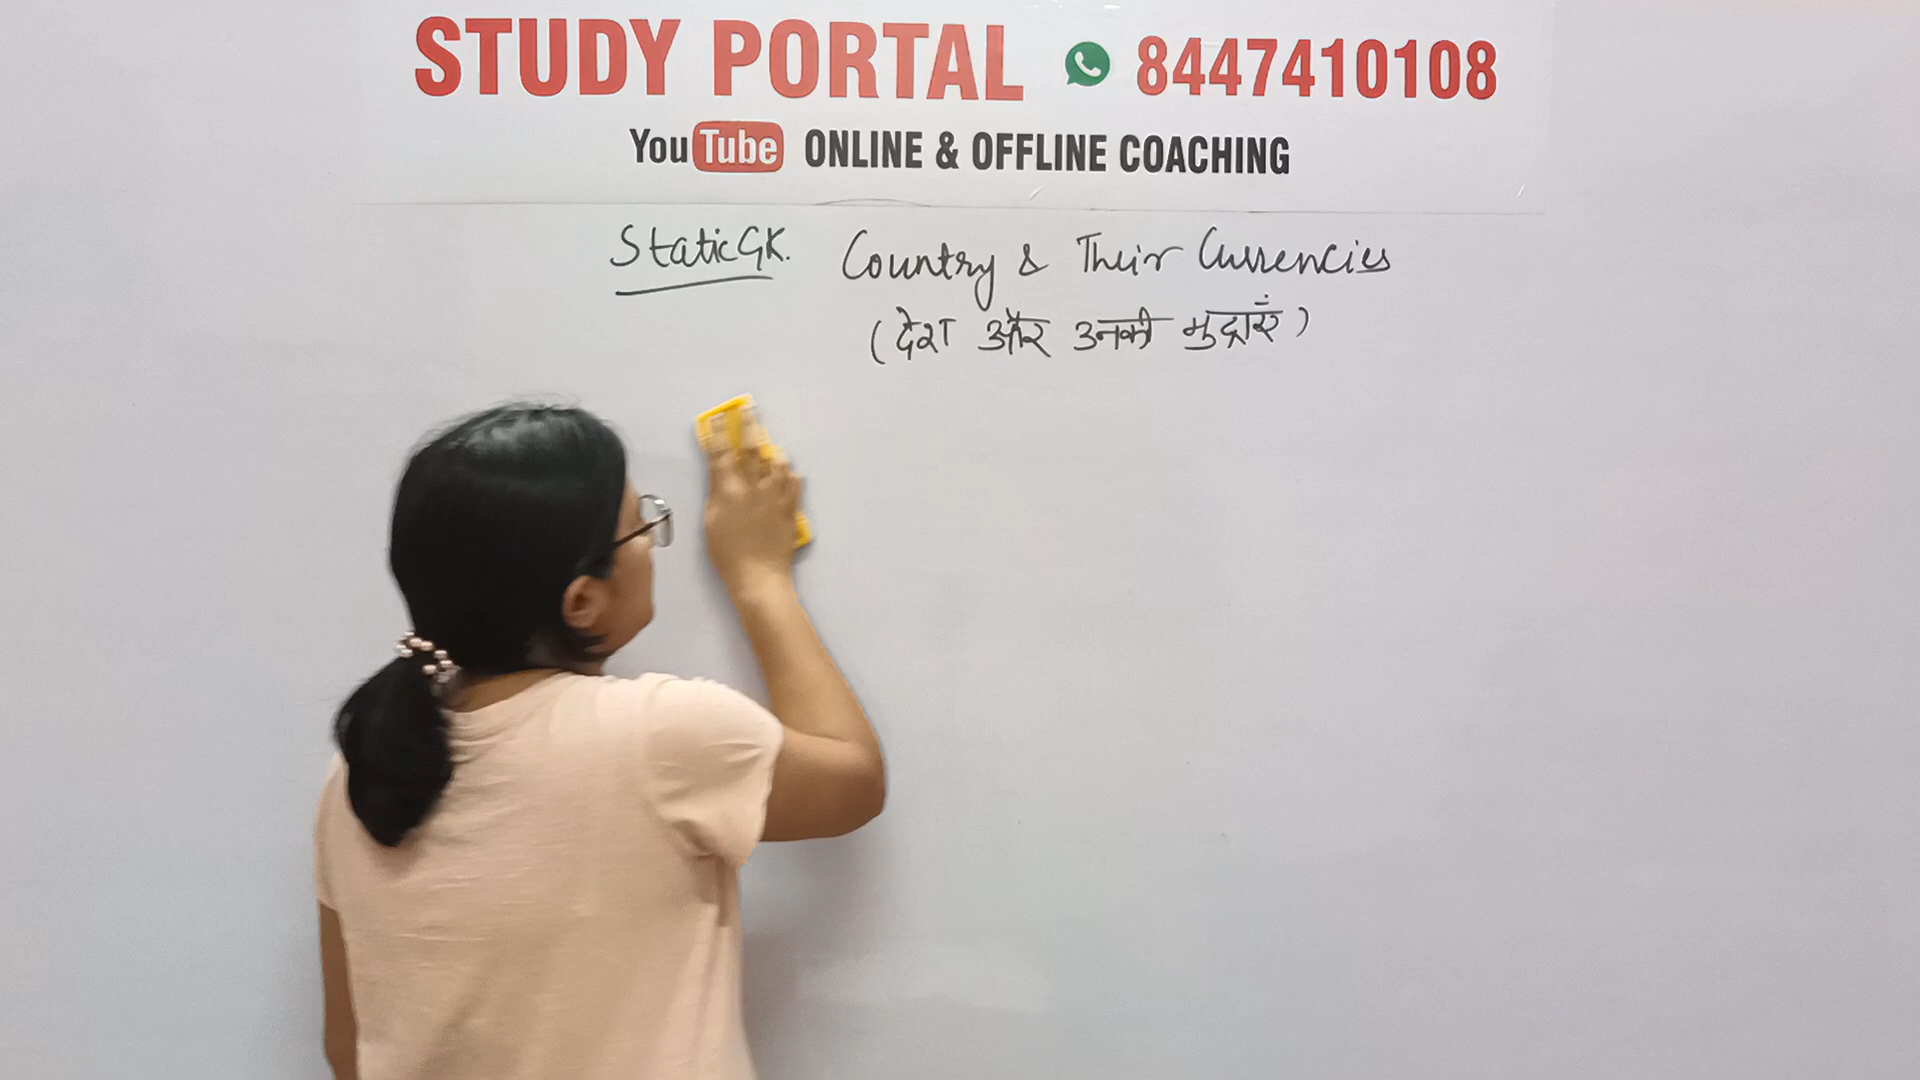 STUDY PORTAL 8447410108
YouTube ONLINE & OFFLINE COACHING
Static GK. Country & Their Currencies
(देश और उनकी मुद्राएं)